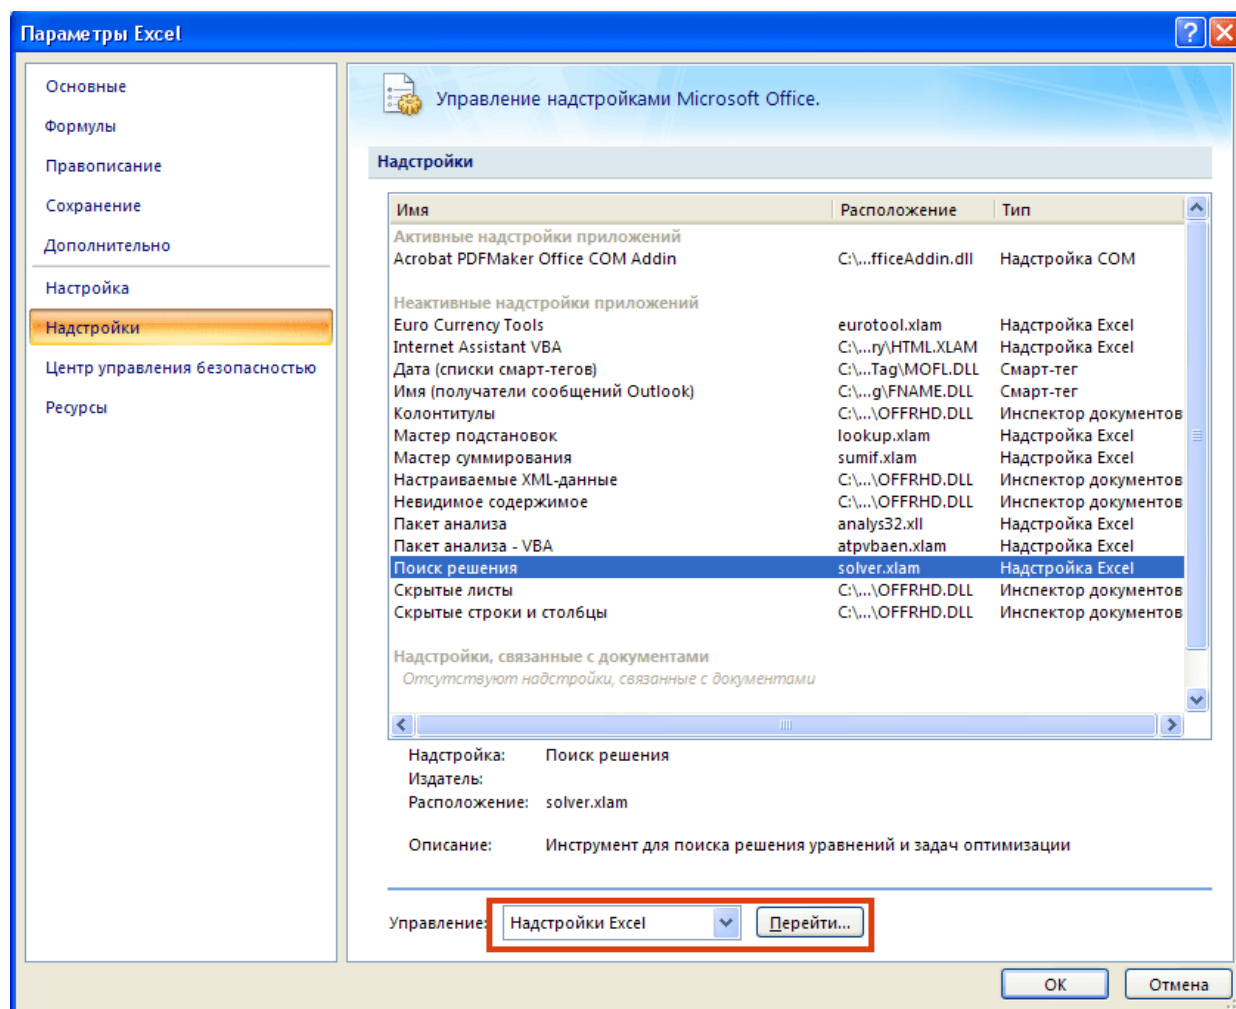 Параметры Excel
Основные
Формулы
Правописание
Сохранение
Дополнительно
Настройка
Надстройки
Центр управления безопасностью
Ресурсы
Управление надстройками Microsoft Office.
Надстройки
Имя Расположение Тип
Активные надстройки приложений
Acrobat PDFMaker Office COM Addin C:\...fficeAddin.dll Надстройка COM
Неактивные надстройки приложений
Euro Currency Tools eurotool.xlam Надстройка Excel
Internet Assistant VBA C:\...ry\HTML.XLAM Надстройка Excel
Дата (списки смарт-тегов) C:\...Tag\MOFL.DLL Смарт-тег
Имя (получатели сообщений Outlook) C:\...g\FNAME.DLL Смарт-тег
Колонтитулы C:\...\OFFRHD.DLL Инспектор документов
Мастер подстановок lookup.xlam Надстройка Excel
Мастер суммирования sumif.xlam Надстройка Excel
Настраиваемые XML-данные C:\...\OFFRHD.DLL Инспектор документов
Невидимое содержимое C:\...\OFFRHD.DLL Инспектор документов
Пакет анализа analys32.xll Надстройка Excel
Пакет анализа - VBA atpvbaen.xlam Надстройка Excel
Поиск решения solver.xlam Надстройка Excel
Скрытые листы C:\...\OFFRHD.DLL Инспектор документов
Скрытые строки и столбцы C:\...\OFFRHD.DLL Инспектор документов
Надстройки, связанные с документами
Отсутствуют надстройки, связанные с документами
Надстройка: Поиск решения
Издатель:
Расположение: solver.xlam
Описание: Инструмент для поиска решения уравнений и задач оптимизации
Управление: Надстройки Excel Перейти...
ОК Отмена